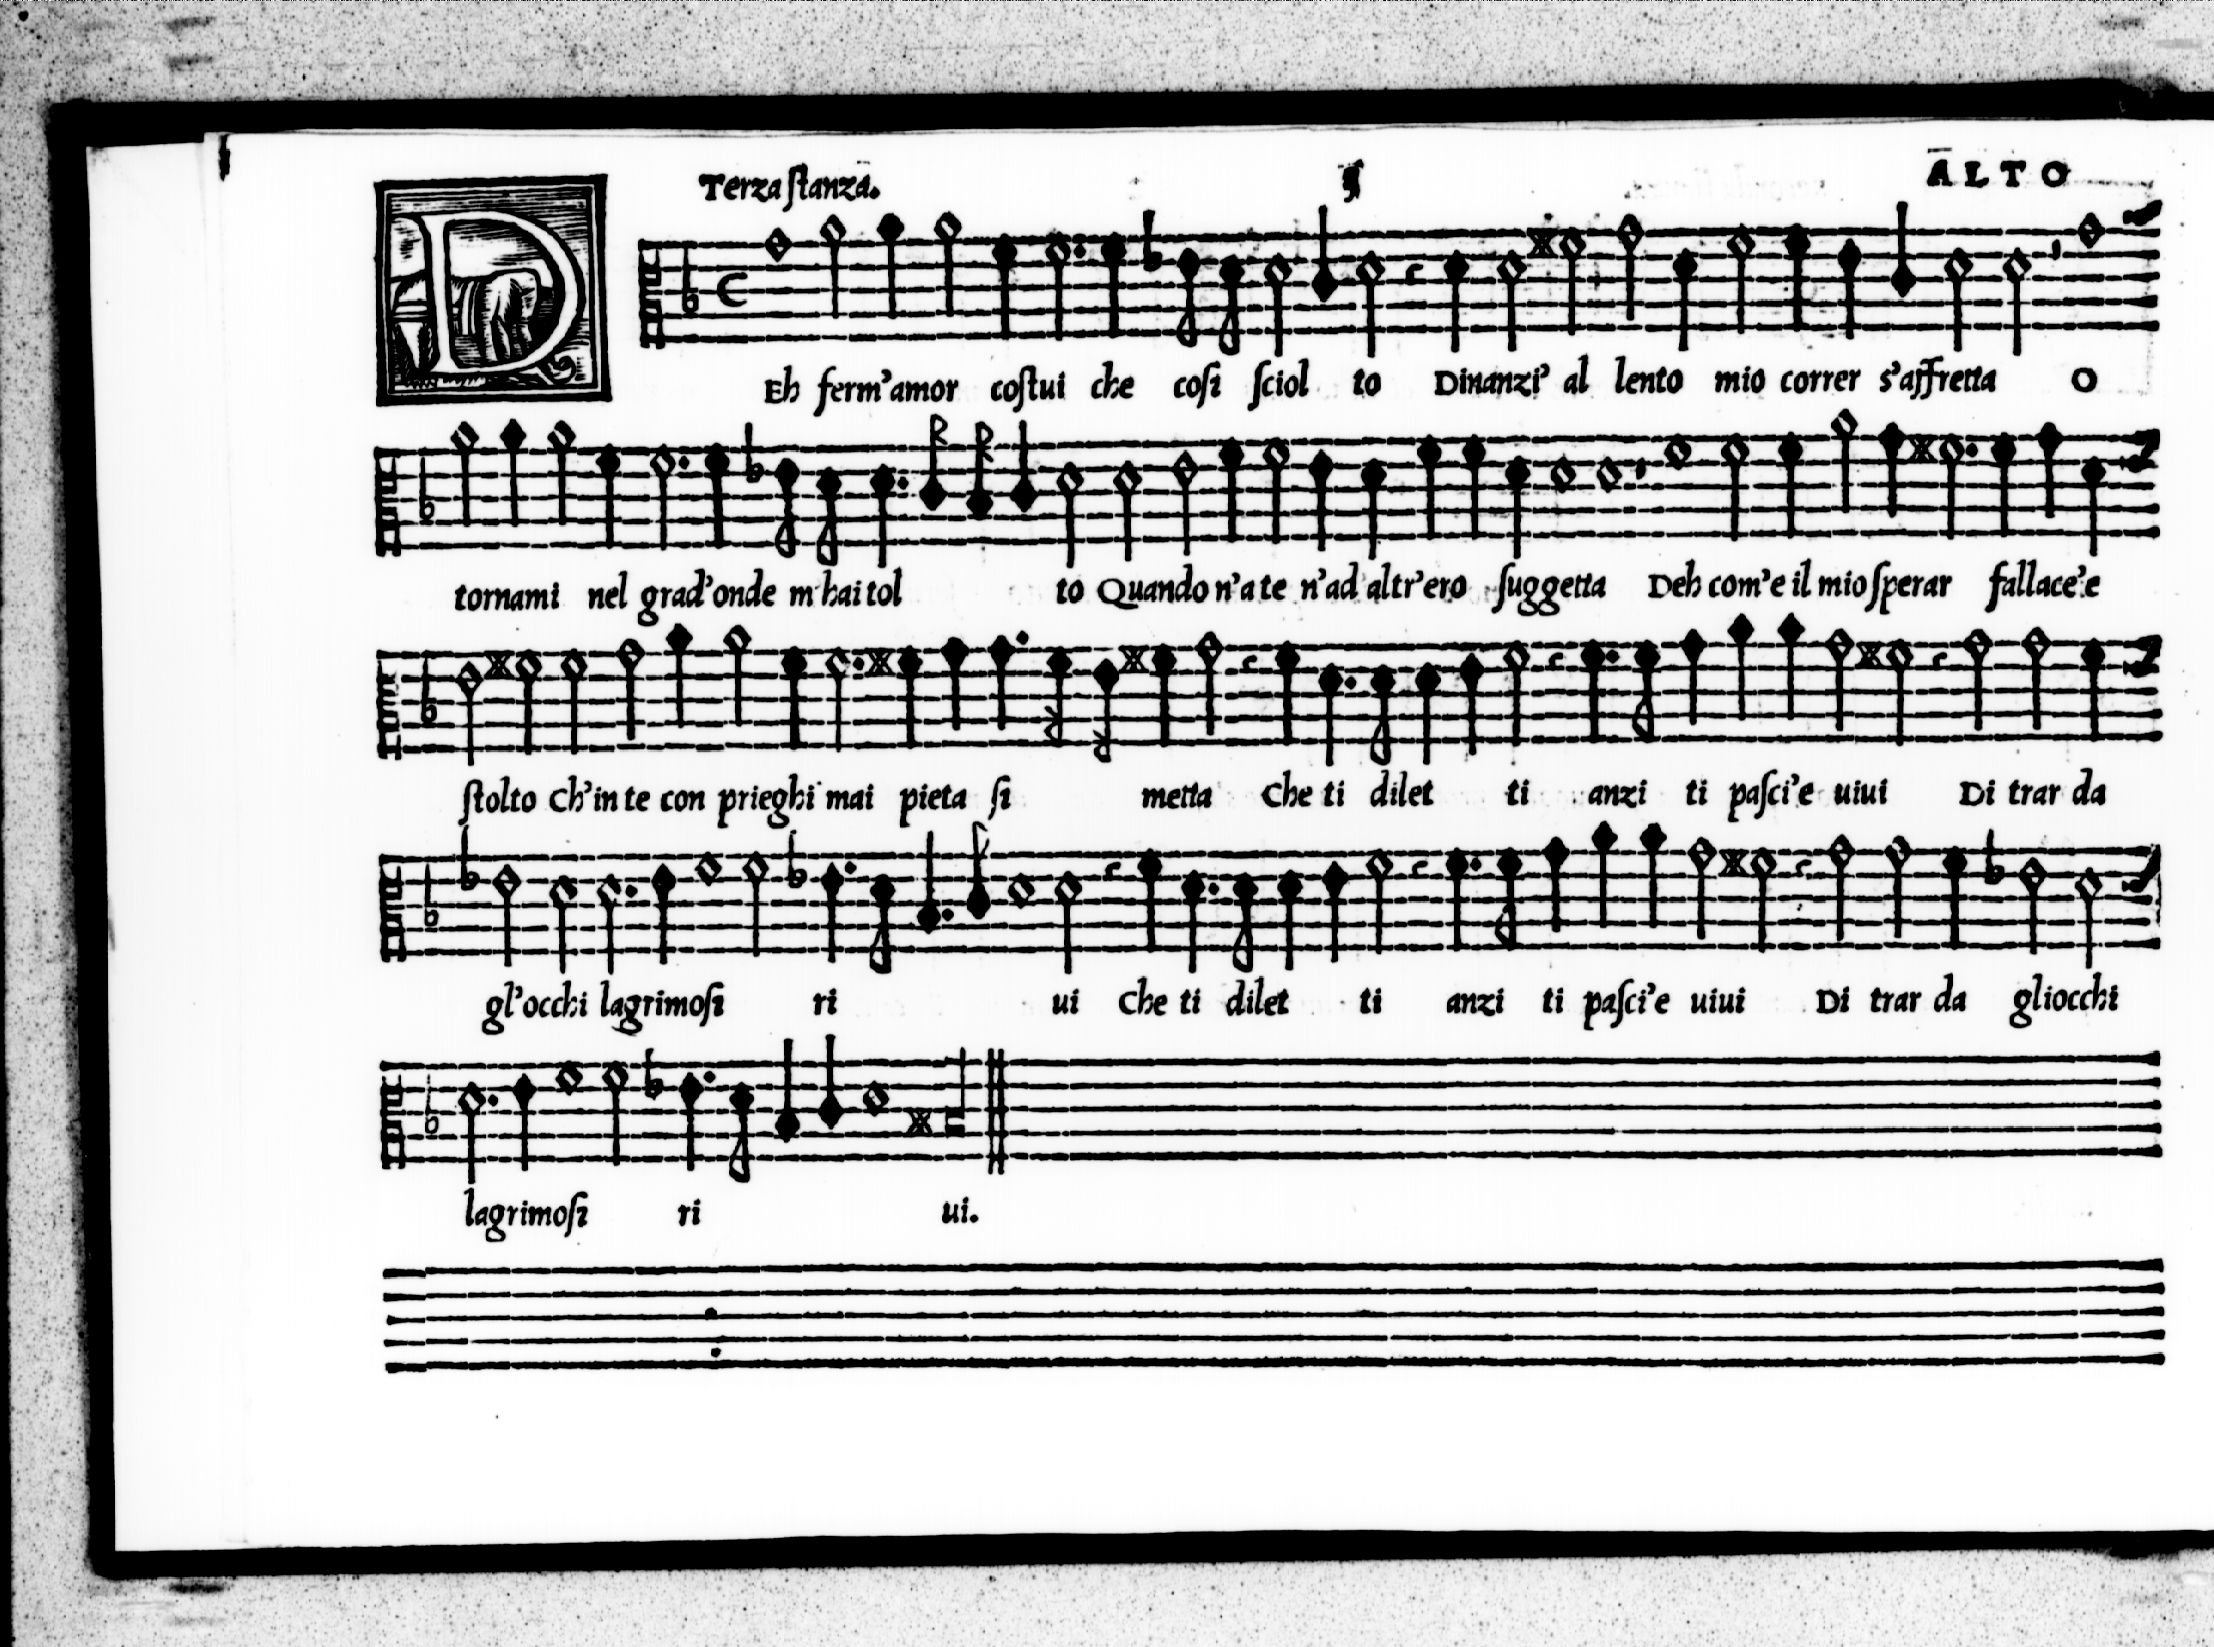 Terza ſtanza. ALTO
DEh ferm’amor coſtui che coſi ſciol to Dinanzi’ al lento mio correr s’affretta O
tornami nel grad’onde m’hai tol to Quando n’a te n’ad altr’ero ſuggetta Deh com’e il mio ſperar fallace’e
ſtolto Ch’in te con prieghi mai pieta ſi metta Che ti dilet ti anzi ti paſci’e uiui Di trar da
gl’occhi lagrimoſi ri ui Che ti dilet ti anzi ti paſci’e uiui Di trar da gliocchi
lagrimoſi ri ui.